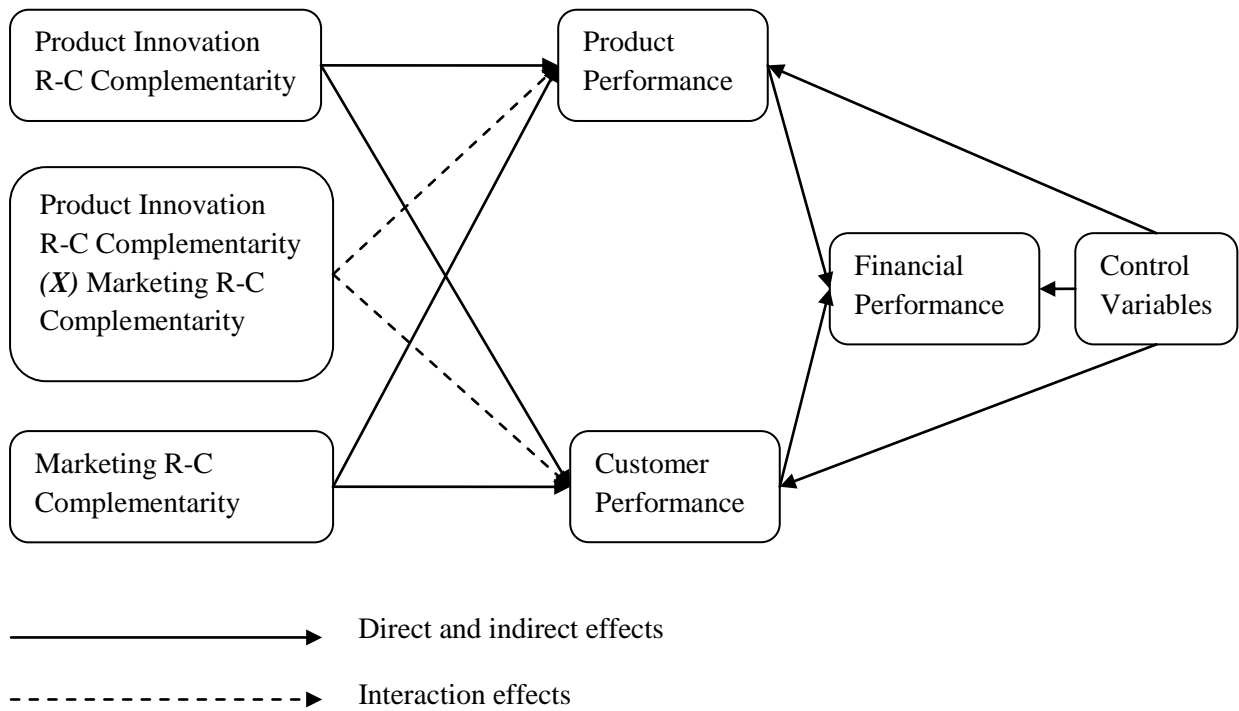 Product Innovation
R-C Complementarity
Product Innovation
R-C Complementarity
(X) Marketing R-C
Complementarity
Marketing R-C
Complementarity
Product
Performance
Customer
Performance
Financial
Performance
Control
Variables
Direct and indirect effects
Interaction effects